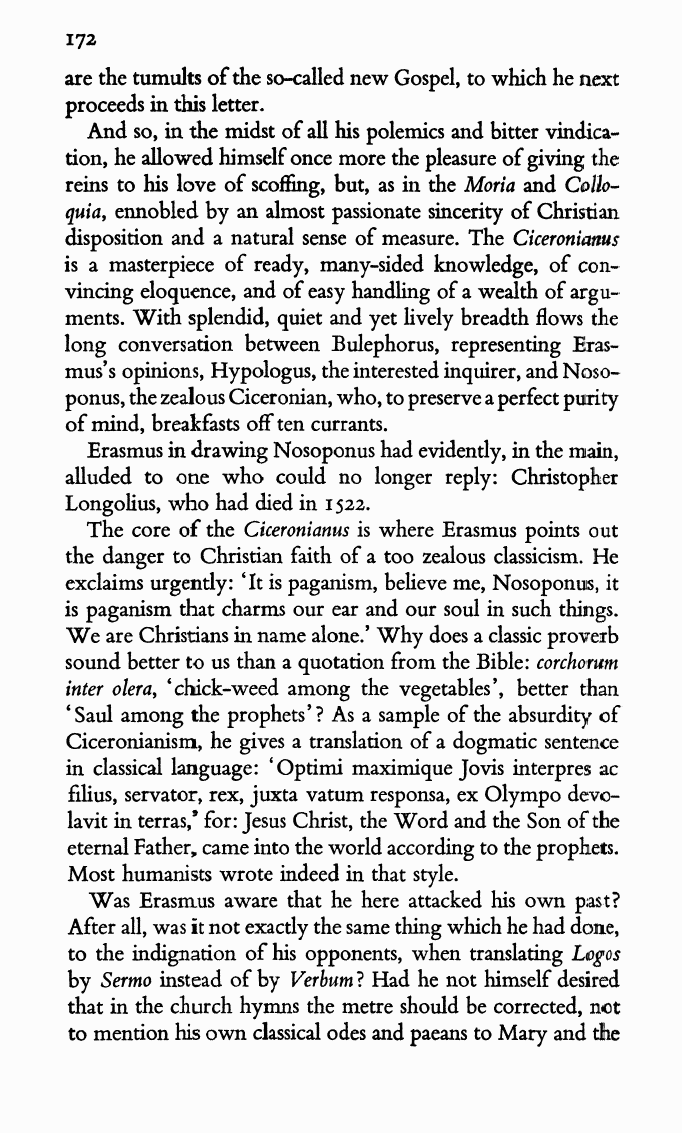 172
are the tumults of the so-called new Gospel, to which he next
proceeds in this letter.
And so, in the midst of all his polemics and bitter vindica-
tion, he allowed himself once more the pleasure of giving the
reins to his love of scoffing, but, as in the Moria and Collo-
quia, ennobled by an almost passionate sincerity of Christian
disposition and a natural sense of measure. The Ciceronianus
is a masterpiece of ready, many-sided knowledge, of con-
vincing eloquence, and of easy handling of a wealth of argu-
ments. With splendid, quiet and yet lively breadth flows the
long conversation between Bulephorus, representing Eras-
mus's opinions, Hypologus, the interested inquirer, and Noso-
ponus, the zealous Ciceronian, who, to preserve a perfect purity
of mind, breakfasts off ten currants.
Erasmus in drawing Nosoponus had evidently, in the main,
alluded to one who could no longer reply: Christopher
Longolius, who had died in 1522.
The core of the Ciceronianus is where Erasmus points out
the danger to Christian faith of a too zealous classicism. He
exclaims urgently: 'It is paganism, believe me, Nosoponus, it
is paganism that charms our ear and our soul in such things.
We are Christians in name alone.' Why does a classic proverb
sound better to us than a quotation from the Bible: corchorum
inter olera, 'chick-weed among the vegetables', better than
'Saul among the prophets'? As a sample of the absurdity of
Ciceronianism, he gives a translation of a dogmatic sentence
in classical language: 'Optimi maximique Jovis interpres ac
filius, servator, rex, juxta vatum responsa, ex Olympo devo-
lavit in terras,' for: Jesus Christ, the Word and the Son of the
eternal Father, came into the world according to the prophets.
Most humanists wrote indeed in that style.
Was Erasmus aware that he here attacked his own past?
After all, was it not exactly the same thing which he had done,
to the indignation of his opponents, when translating Logos
by Sermo instead of by Verbum? Had he not himself desired
that in the church hymns the metre should be corrected, not
to mention his own classical odes and paeans to Mary and the